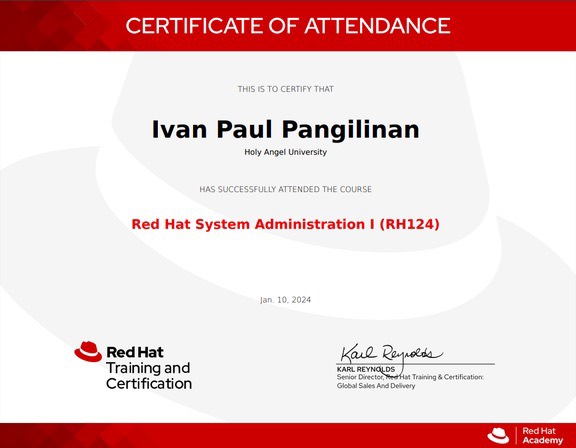 CERTIFICATE OF ATTENDANCE
THIS IS TO CERTIFY THAT
Ivan Paul Pangilinan
Holy Angel University
HAS SUCCESSFULLY ATTENDED THE COURSE
Red Hat System Administration I (RH124)
Jan. 10, 2024
Red Hat
Training and
Certification
Karl Reynolds
KARL REYNOLDS
Senior Director, Red Hat Training & Certification:
Global Sales And Delivery
Red Hat
Academy